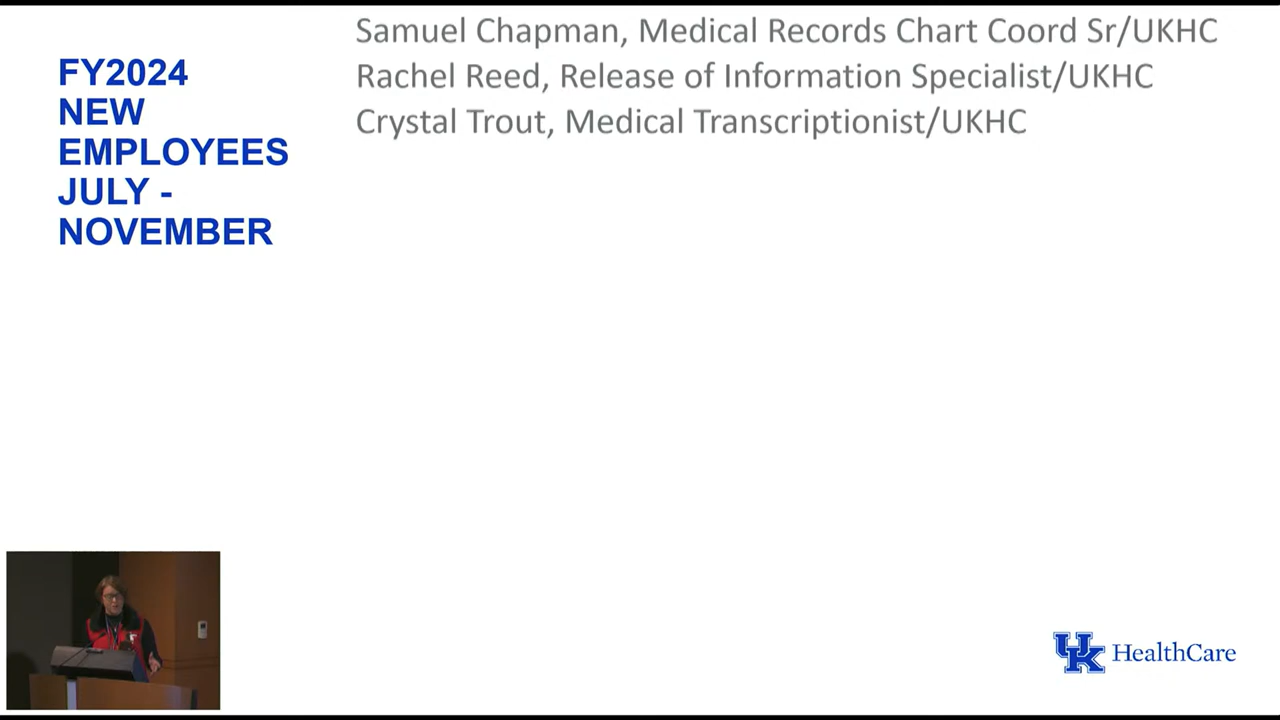 FY2024
NEW
EMPLOYEES
JULY -
NOVEMBER
Samuel Chapman, Medical Records Chart Coord Sr/UKHC
Rachel Reed, Release of Information Specialist/UKHC
Crystal Trout, Medical Transcriptionist/UKHC
UK HealthCare